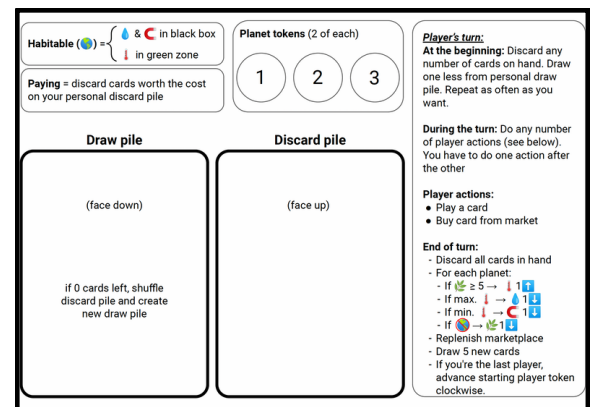 Habitable (🌎) = { 💧 & 🧲 in black box
🌡️ in green zone
Paying = discard cards worth the cost
on your personal discard pile
Planet tokens (2 of each)
1 2 3
Draw pile
(face down)
if 0 cards left, shuffle
discard pile and create
new draw pile
Discard pile
(face up)
Player's turn:
At the beginning: Discard any
number of cards on hand. Draw
one less from personal draw
pile. Repeat as often as you
want.
During the turn: Do any number
of player actions (see below).
You have to do one action after
the other
Player actions:
● Play a card
● Buy card from market
End of turn:
- Discard all cards in hand
- For each planet:
- If 🌿 ≥ 5 → 🌡️ 1⬆️
- If max. 🌡️ → 💧 1⬇️
- If min. 🌡️ → 🧲 1⬇️
- If 🌎 → 🌿 1⬇️
- Replenish marketplace
- Draw 5 new cards
- If you're the last player,
advance starting player token
clockwise.